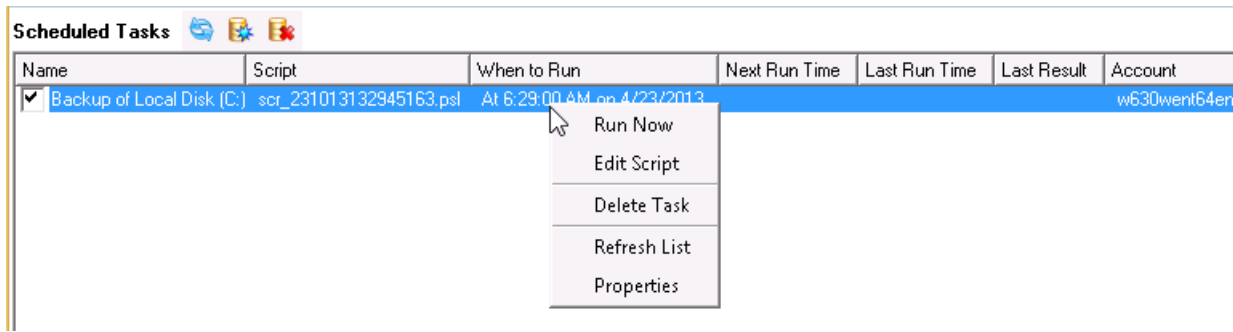 Scheduled Tasks
Name Script When to Run Next Run Time Last Run Time Last Result Account
Backup of Local Disk (C:) scr_231013132945163.psl At 6:29:00 AM on 4/23/2013 w630went64en
Run Now
Edit Script
Delete Task
Refresh List
Properties